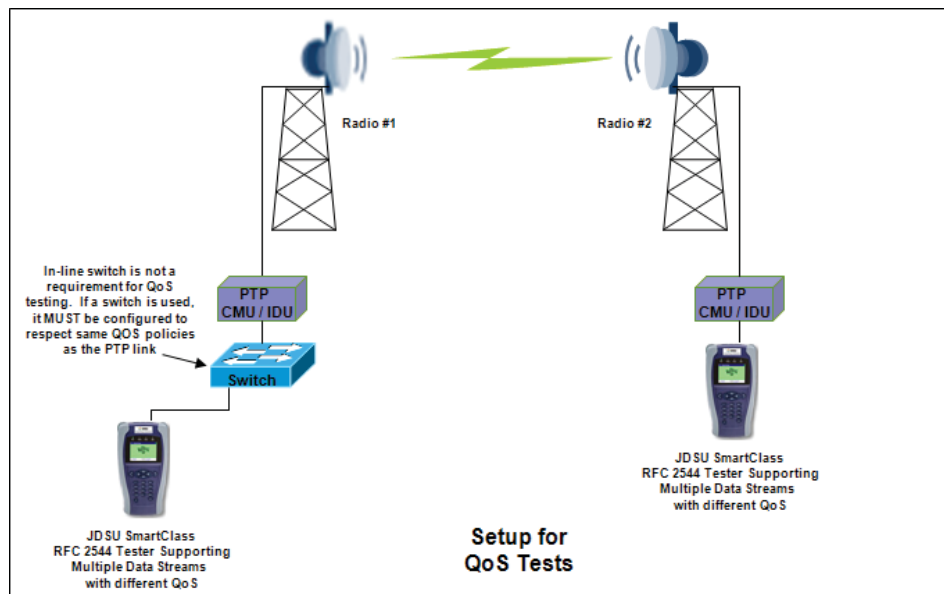 Radio #1
Radio #2
In-line switch is not a
requirement for QoS
testing. If a switch is used,
it MUST be configured to
respect same QOS policies
as the PTP link
PTP
CMU / IDU
PTP
CMU / IDU
Switch
JDSU SmartClass
RFC 2544 Tester Supporting
Multiple Data Streams
with different QoS
JDSU SmartClass
RFC 2544 Tester Supporting
Multiple Data Streams
with different QoS
Setup for
QoS Tests